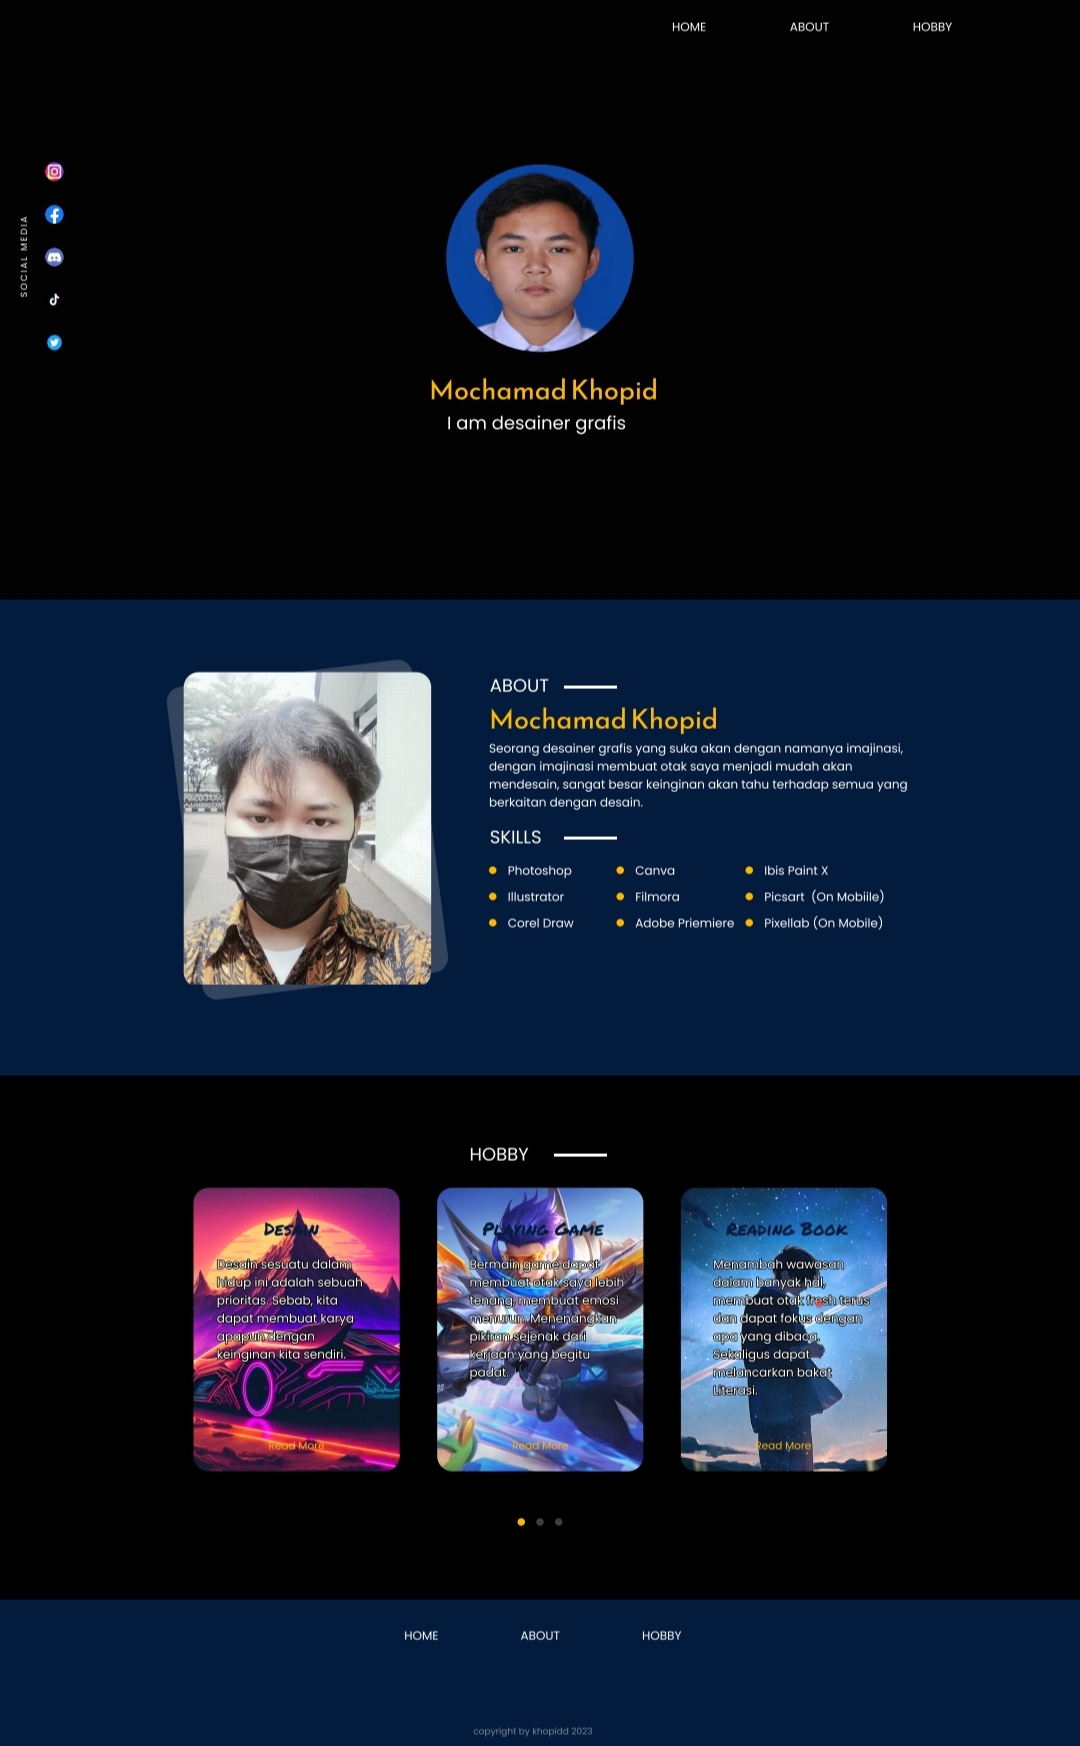 HOME
ABOUT
HOBBY
SOCIAL MEDIA
Mochamad Khopid
I am desainer grafis
ABOUT
Mochamad Khopid
Seorang desainer grafis yang suka akan dengan namanya imajinasi,
dengan imajinasi membuat otak saya menjadi mudah akan
mendesain, sangat besar keinginan akan tahu terhadap semua yang
berkaitan dengan desain.
SKILLS
Photoshop
Canva
Ibis Paint X
Illustrator
Filmora
Picsart (On Mobiile)
Corel Draw
Adobe Priemiere
Pixellab (On Mobile)
HOBBY
Desain
Desain sesuatu dalam
hidup ini adalah sebuah
prioritas. Sebab, kita
dapat membuat karya
apapun dengan
keinginan kita sendiri.
Read More
Playing Game
Bermain game dapat
membuat otak saya lebih
tenang, membuat emosi
menurun. Menenangkan
pikiran sejenak dari
kerjaan yang begitu
padat.
Read More
Reading Book
Menambah wawasan
dalam banyak hal,
membuat otak fresh terus
dan dapat fokus dengan
apa yang dibaca.
Sekaligus dapat
melancarkan bakat
Literasi.
Read More
HOME
ABOUT
HOBBY
copyright by khopidd 2023